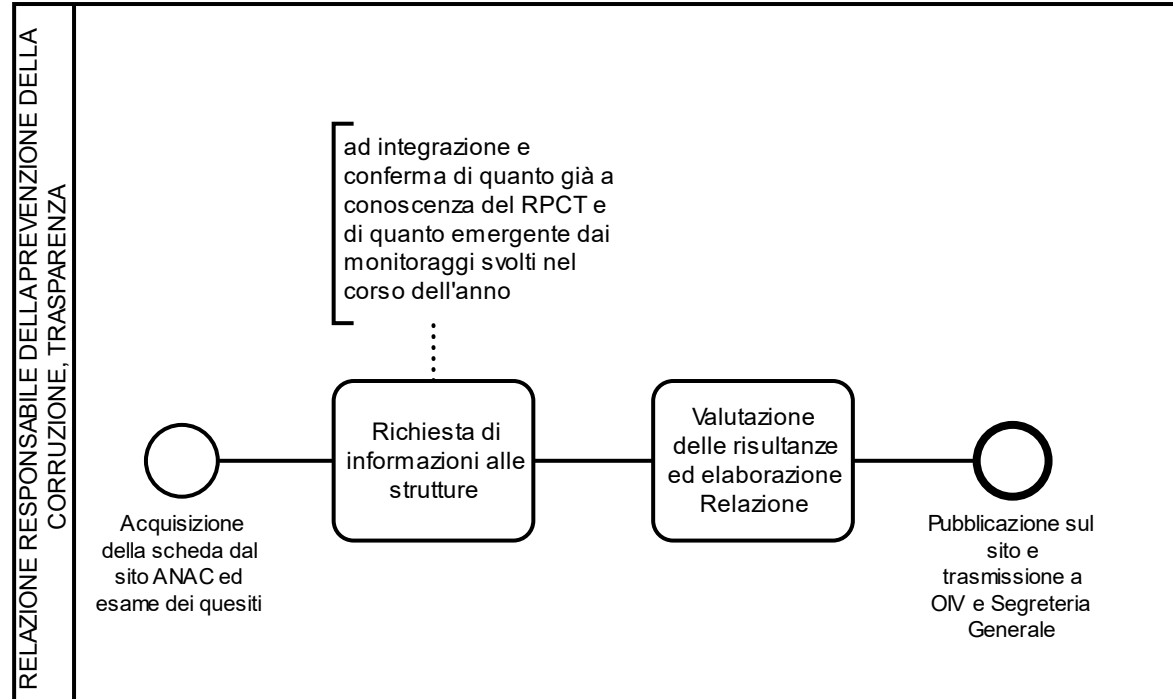 RELAZIONE RESPONSABILE DELLA PREVENZIONE DELLA
CORRUZIONE, TRASPARENZA
ad integrazione e
conferma di quanto già a
conoscenza del RPCT e
di quanto emergente dai
monitoraggi svolti nel
corso dell'anno
Acquisizione
della scheda dal
sito ANAC ed
esame dei quesiti
Richiesta di
informazioni alle
strutture
Valutazione
delle risultanze
ed elaborazione
Relazione
Pubblicazione sul
sito e
trasmissione a
OIV e Segreteria
Generale